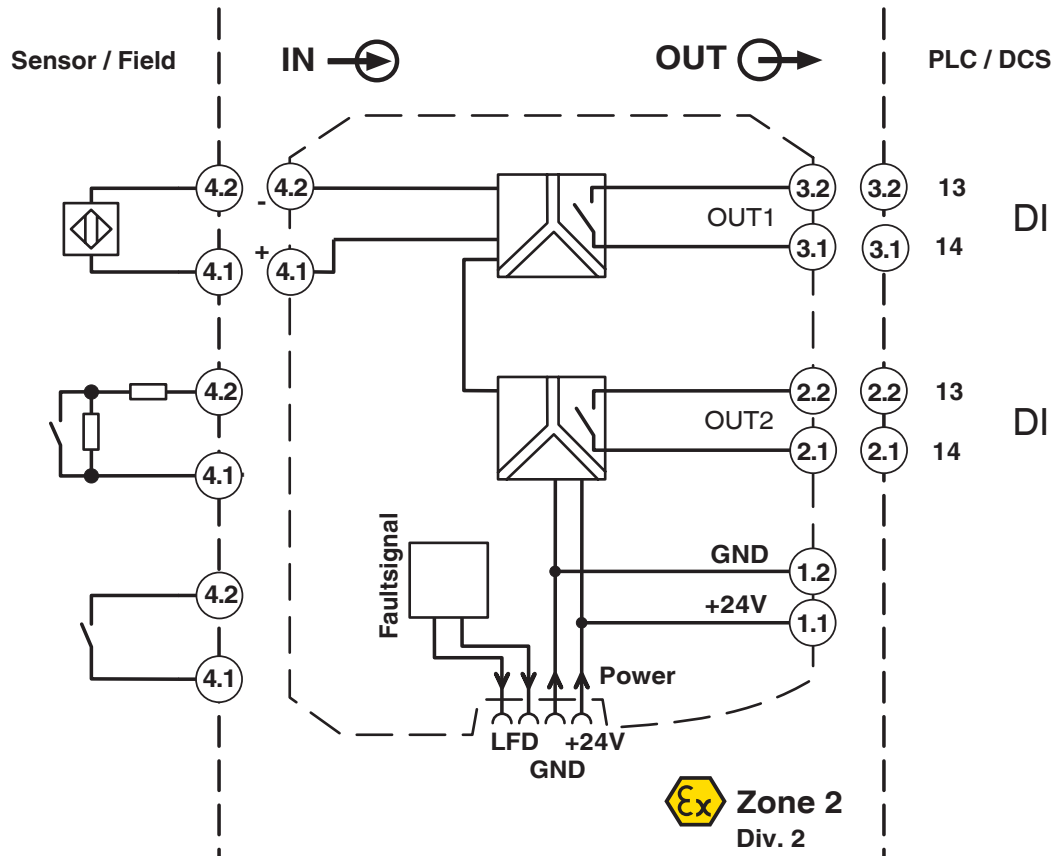 Sensor / Field
IN
OUT
PLC / DCS
4.2
4.2
-
3.2
3.2
13
OUT1
DI
+
4.1
4.1
3.1
3.1
14
4.2
2.2
2.2
13
OUT2
DI
4.1
2.1
2.1
14
Faultsignal
GND
1.2
4.2
+24V
1.1
4.1
Power
LFD
+24V
GND
Ex
Zone 2
Div. 2